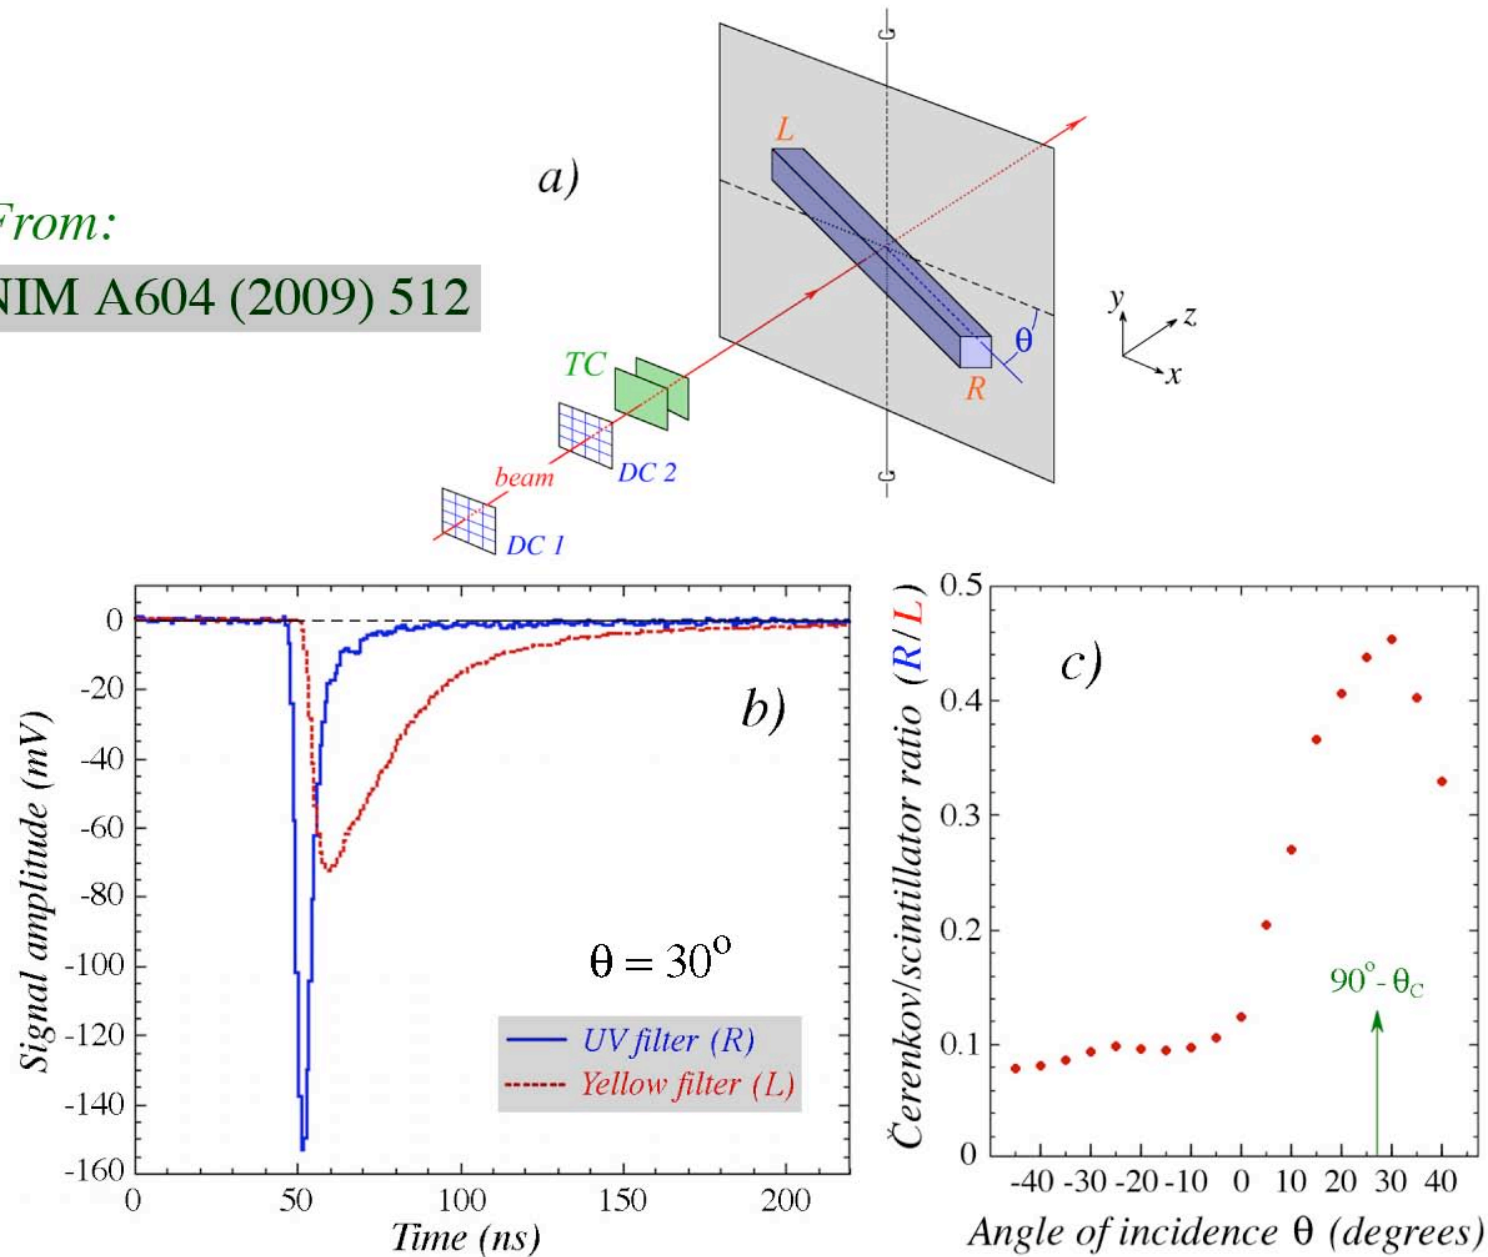 a)
L
R
θ
y
z
x
TC
DC 2
beam
DC 1
From:
NIM A604 (2009) 512
Signal amplitude (mV)
0
-20
-40
-60
-80
-100
-120
-140
-160
b)
θ = 30°
UV filter (R)
Yellow filter (L)
0 50 100 150 200
Time (ns)
Čerenkov/scintillator ratio (R/L)
0.5
0.4
0.3
0.2
0.1
0
c)
90°-θC
-40 -30 -20 -10 0 10 20 30 40
Angle of incidence θ (degrees)